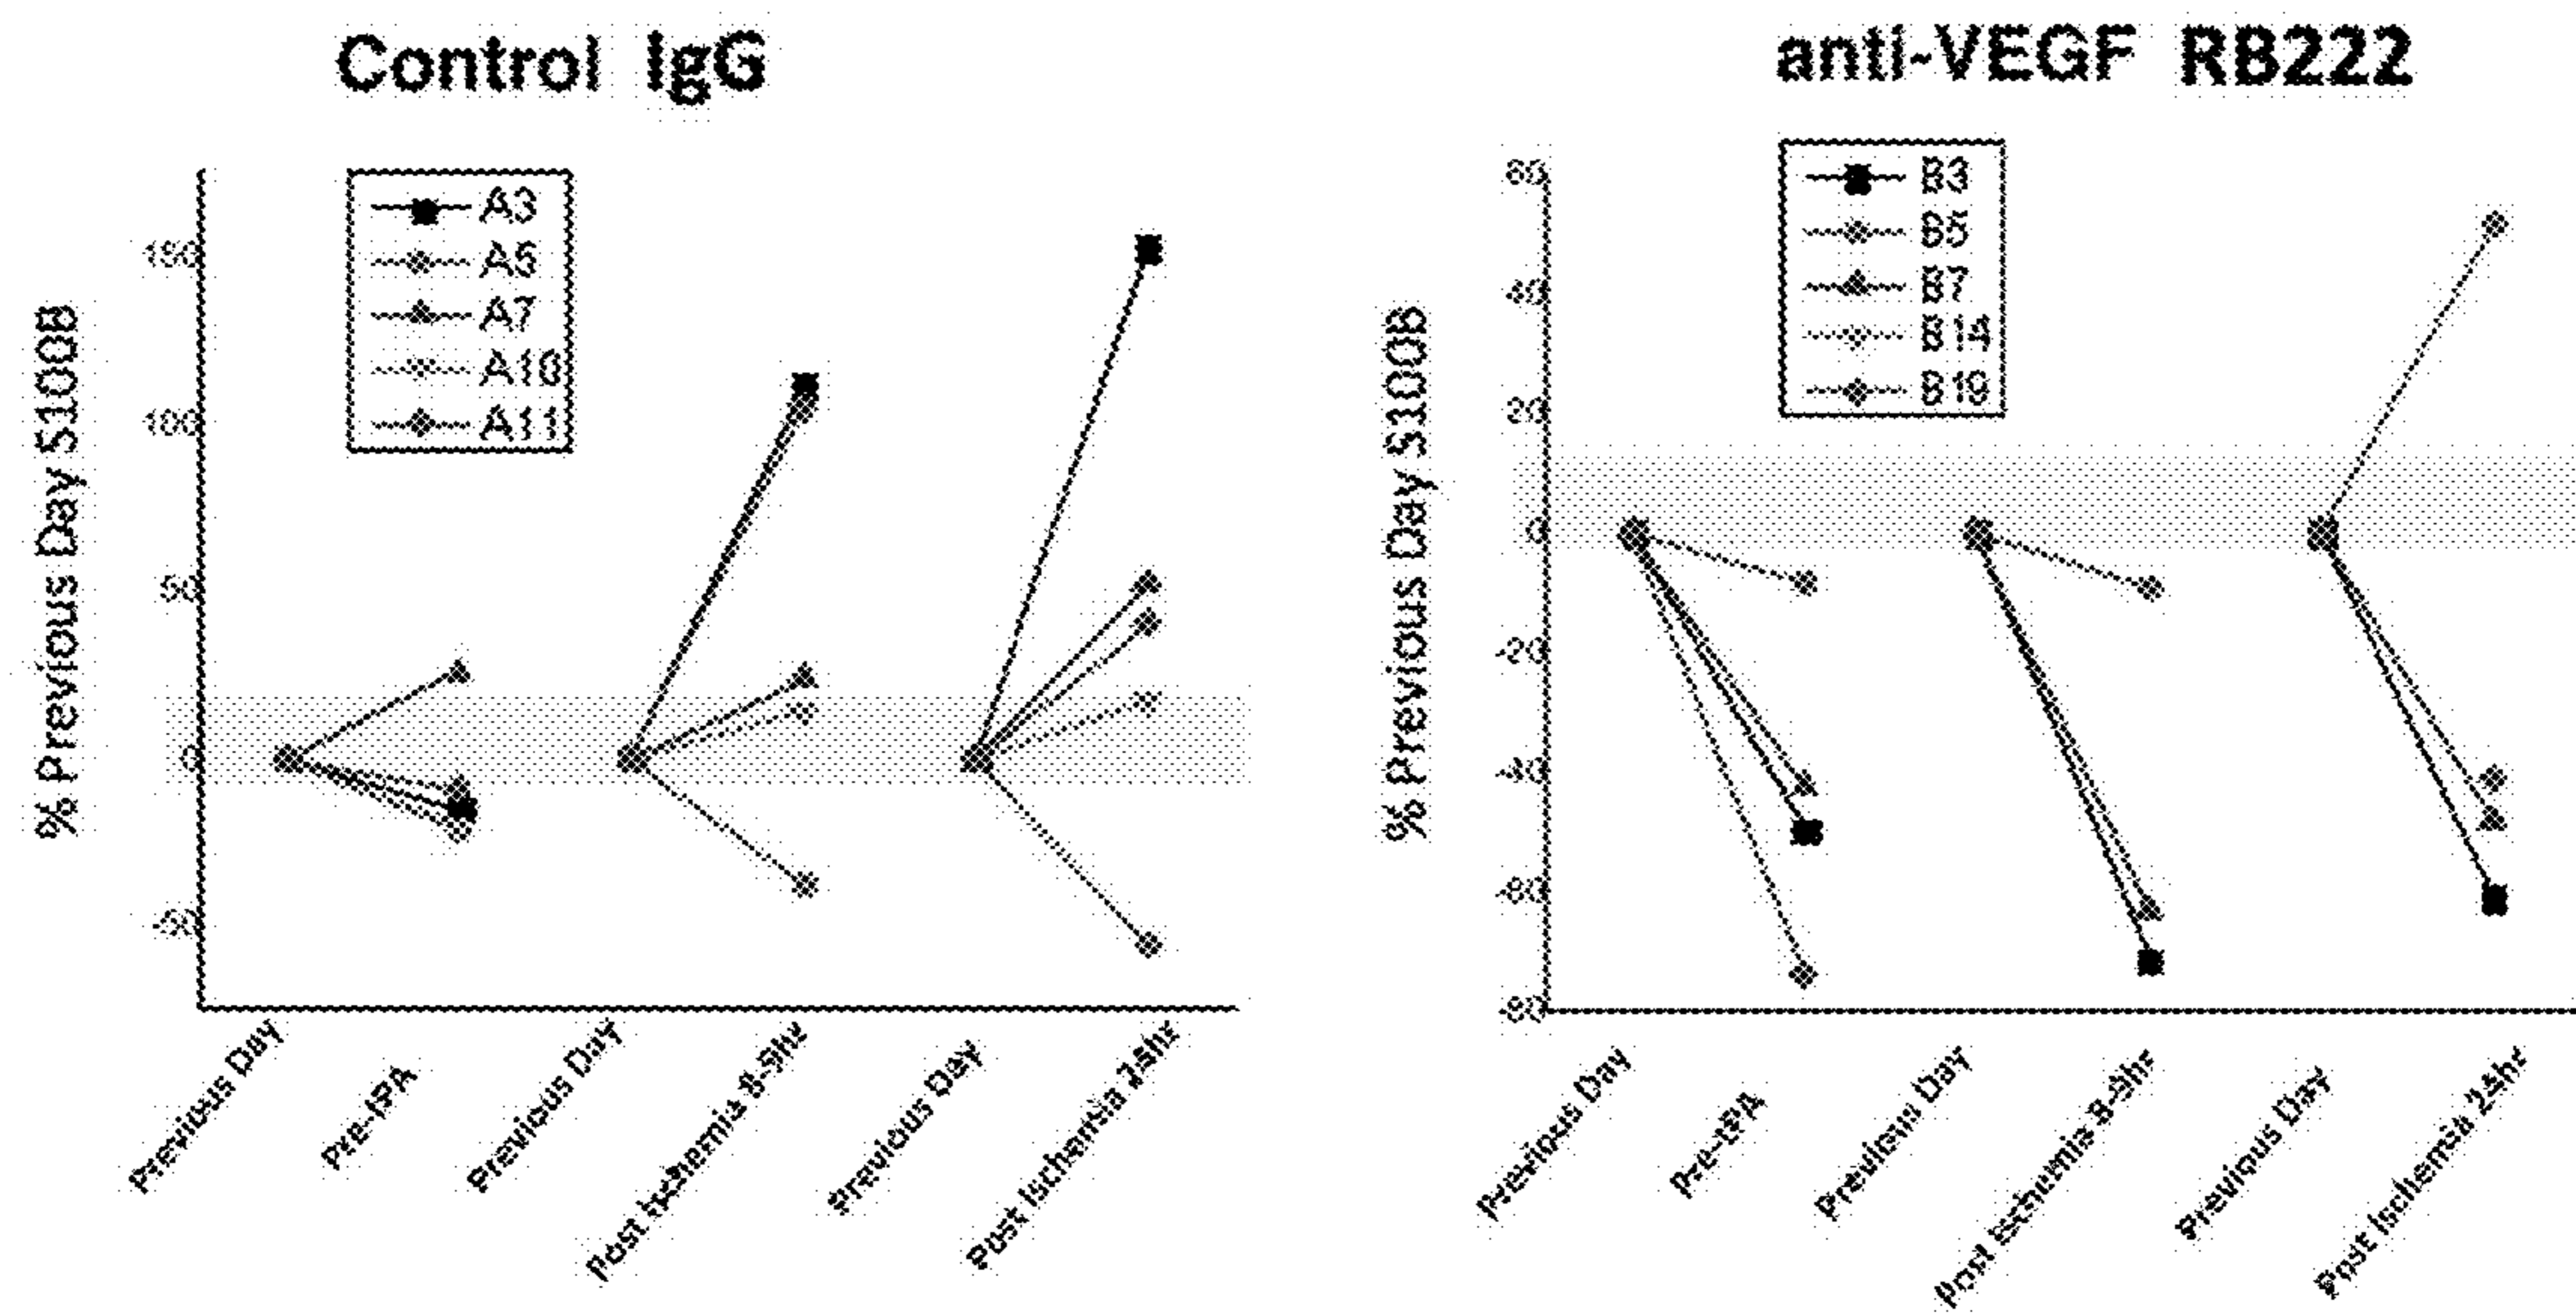 Control IgG
% Previous Day S100B
150
100
50
0
-50
A3
A5
A7
A10
A11
Previous Day
Pre-tPA
Previous Day
Post Ischemia 8-9hr
Previous Day
Post Ischemia 24hr
anti-VEGF RB222
% Previous Day S100B
60
40
20
0
-20
-40
-60
-80
B3
B5
B7
B14
B19
Previous Day
Pre-tPA
Previous Day
Post Ischemia 8-9hr
Previous Day
Post Ischemia 24hr